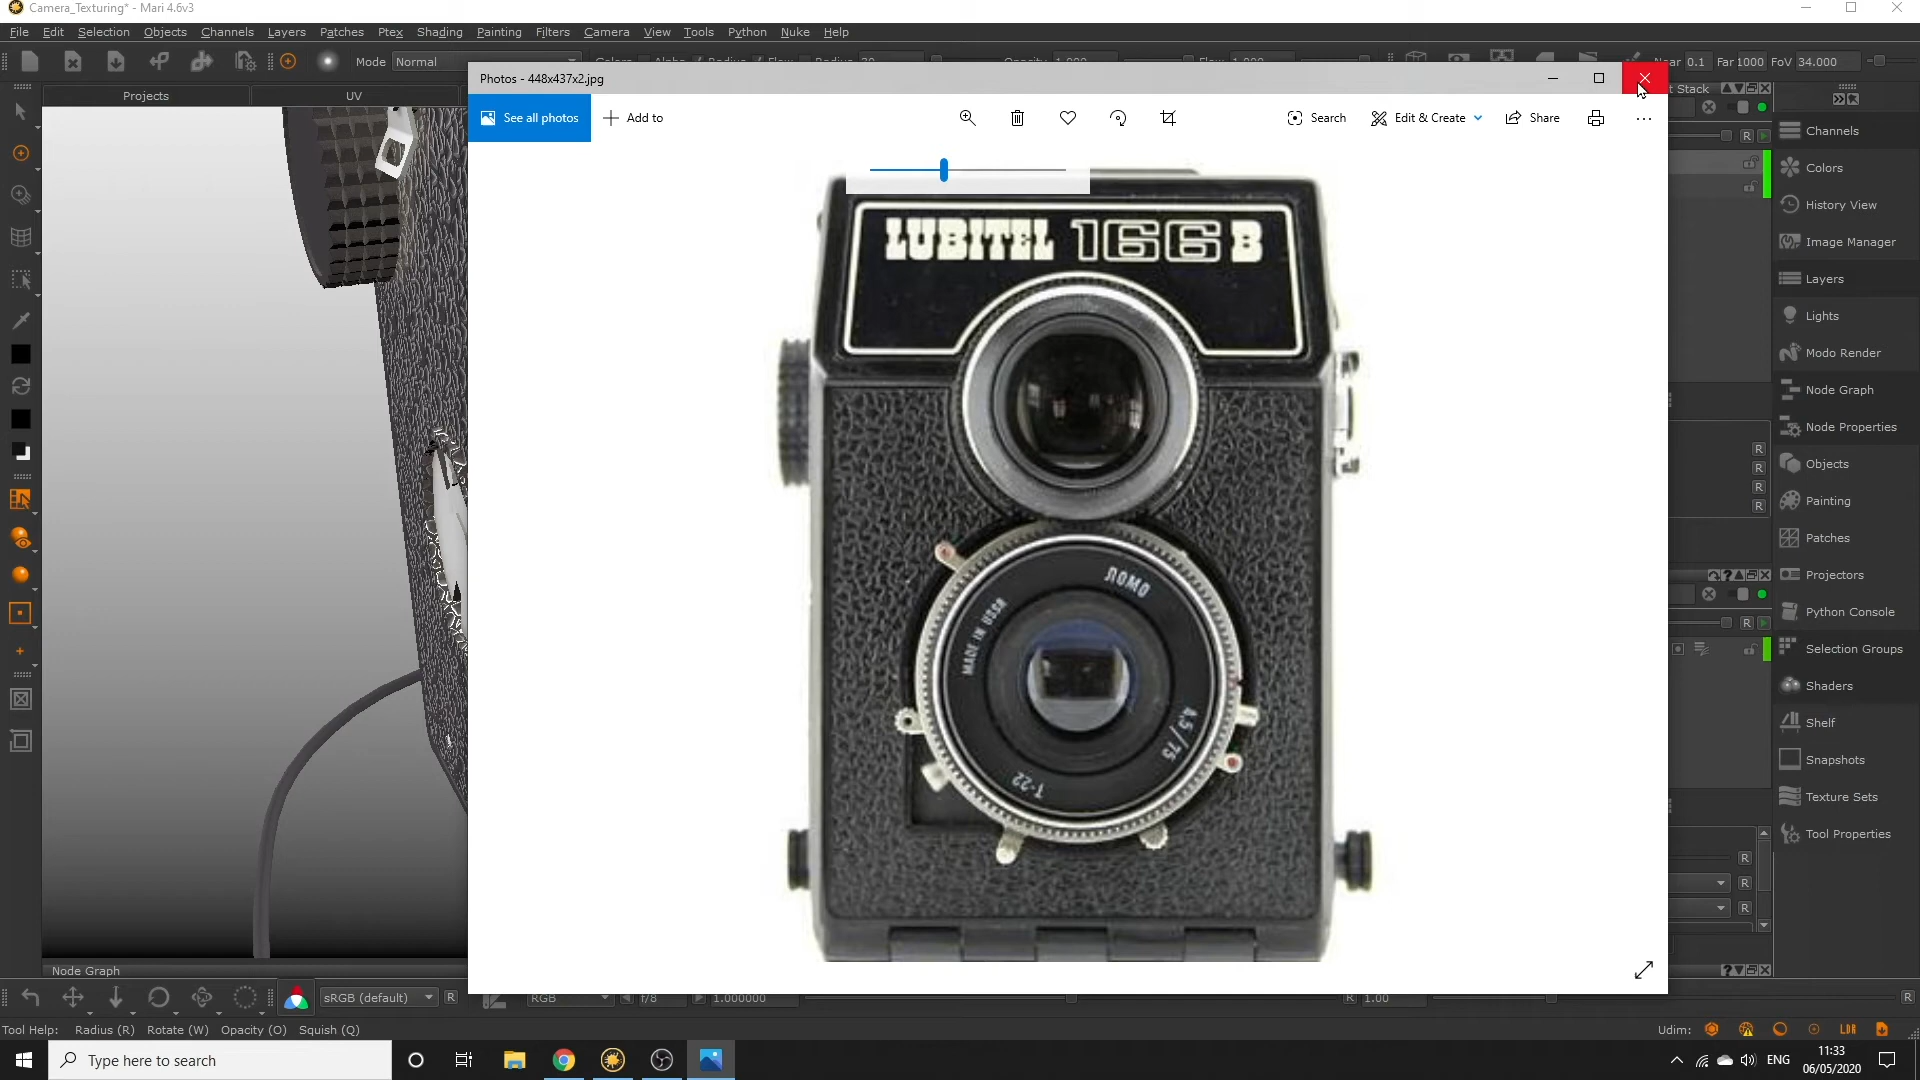 Camera_Texturing* - Mari 4.6v3
File Edit Selection Objects Channels Layers Patches Ptex Shading Painting Filters Camera View Tools Python Nuke Help
Mode Normal
Near 0.1 Far 1000 FoV 34.000
Photos - 448x437x2.jpg
Projects UV
See all photos Add to Search Edit & Create Share
LUBITEL 166 B
ЛОМО
MADE IN USSR
4,5/75
T-22
Channels
Colors
History View
Image Manager
Layers
Lights
Modo Render
Node Graph
Node Properties
Objects
Painting
Patches
Projectors
Python Console
Selection Groups
Shaders
Shelf
Snapshots
Texture Sets
Tool Properties
Node Graph
sRGB (default) R RGB f/8 1.000000 R 1.00 R
Tool Help: Radius (R) Rotate (W) Opacity (O) Squish (Q) Udim: LDR
Type here to search
ENG 11:33
06/05/2020